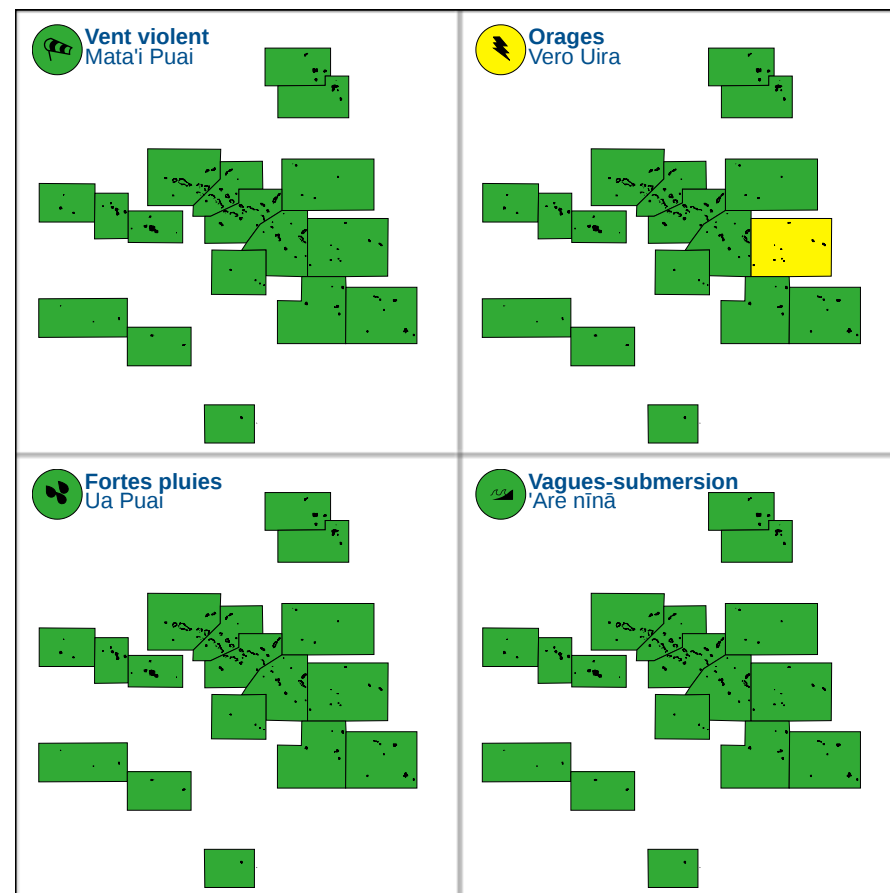 Vent violent
Mata'i Puai
Orages
Vero Uira
Fortes pluies
Ua Puai
Vagues-submersion
'Are nīnā